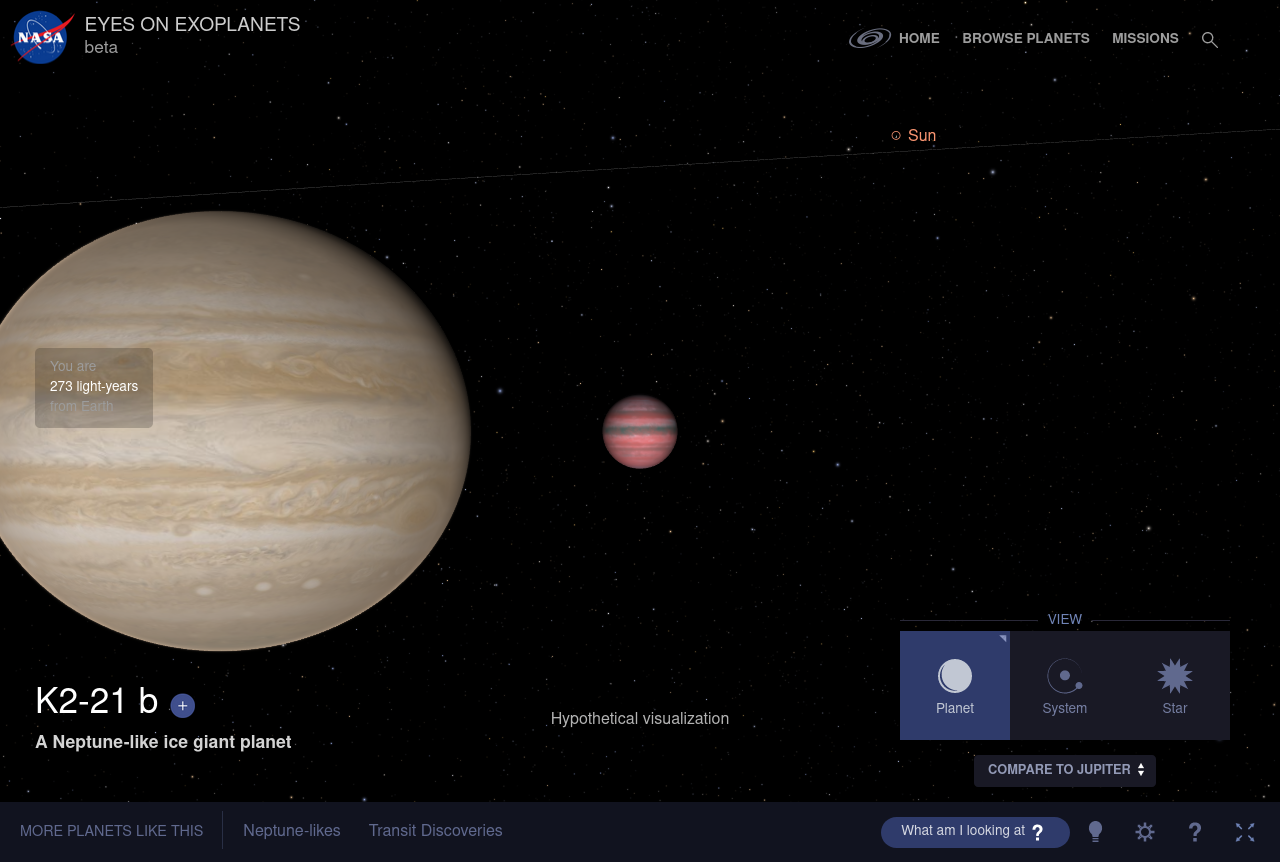 NASA
EYES ON EXOPLANETS
beta
HOME
BROWSE PLANETS
MISSIONS
Sun
You are
273 light-years
from Earth
VIEW
Planet
System
Star
K2-21 b +
A Neptune-like ice giant planet
Hypothetical visualization
COMPARE TO JUPITER
MORE PLANETS LIKE THIS
Neptune-likes
Transit Discoveries
What am I looking at ?
?